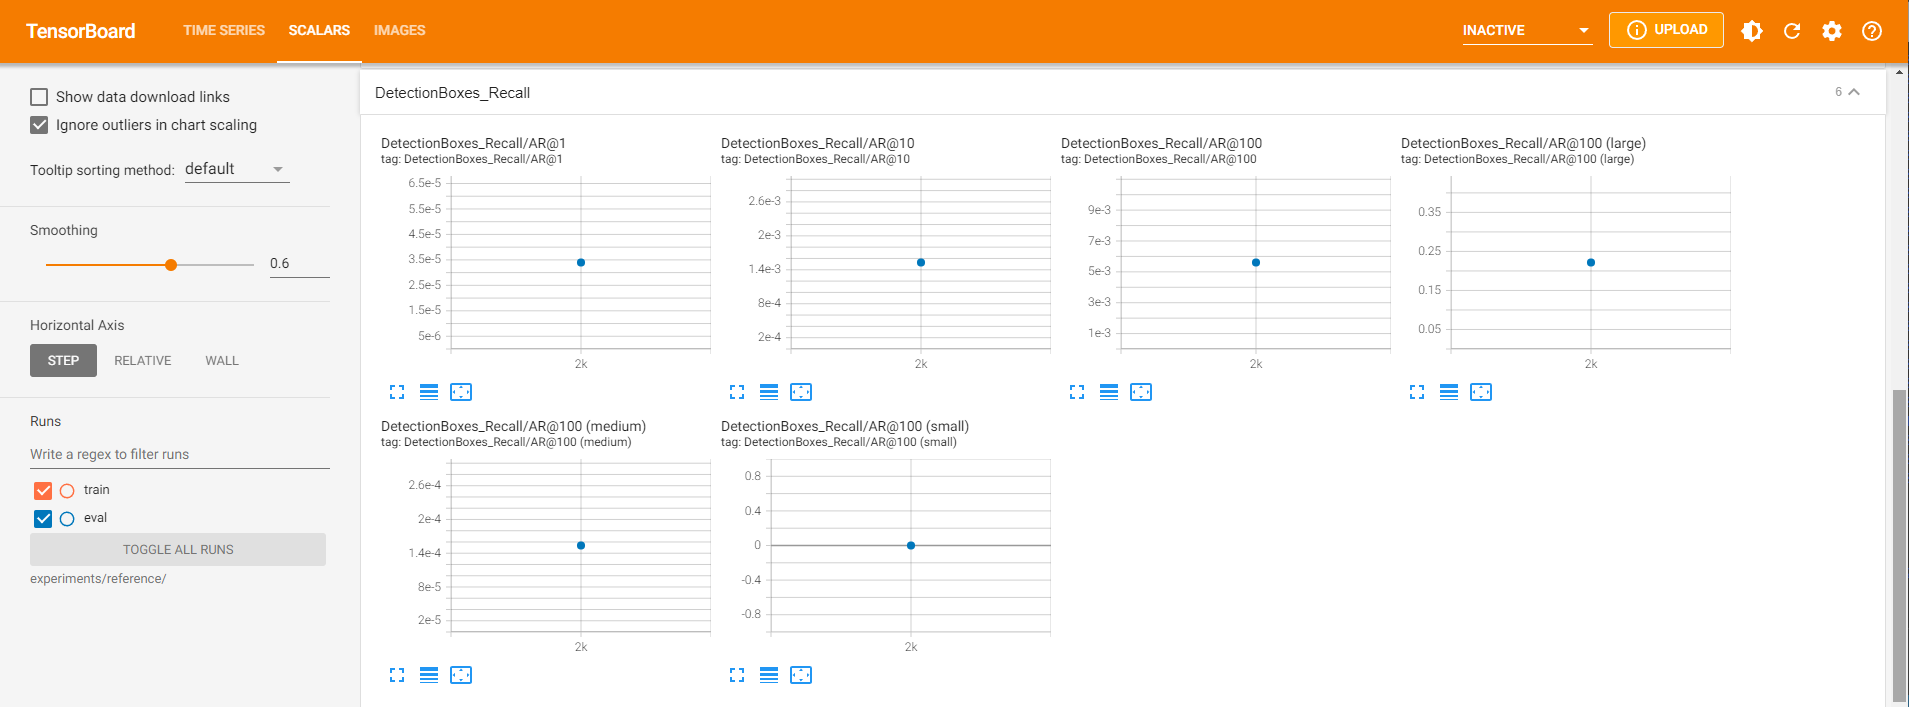 TensorBoard
TIME SERIES
SCALARS
IMAGES
INACTIVE
UPLOAD
Show data download links
Ignore outliers in chart scaling
Tooltip sorting method: default
Smoothing
0.6
Horizontal Axis
STEP
RELATIVE
WALL
Runs
Write a regex to filter runs
train
eval
TOGGLE ALL RUNS
experiments/reference/
DetectionBoxes_Recall
6
DetectionBoxes_Recall/AR@1
tag: DetectionBoxes_Recall/AR@1
6.5e-5
5.5e-5
4.5e-5
3.5e-5
2.5e-5
1.5e-5
5e-6
2k
DetectionBoxes_Recall/AR@10
tag: DetectionBoxes_Recall/AR@10
2.6e-3
2e-3
1.4e-3
8e-4
2e-4
2k
DetectionBoxes_Recall/AR@100
tag: DetectionBoxes_Recall/AR@100
9e-3
7e-3
5e-3
3e-3
1e-3
2k
DetectionBoxes_Recall/AR@100 (large)
tag: DetectionBoxes_Recall/AR@100 (large)
0.35
0.25
0.15
0.05
2k
DetectionBoxes_Recall/AR@100 (medium)
tag: DetectionBoxes_Recall/AR@100 (medium)
2.6e-4
2e-4
1.4e-4
8e-5
2e-5
2k
DetectionBoxes_Recall/AR@100 (small)
tag: DetectionBoxes_Recall/AR@100 (small)
0.8
0.4
0
-0.4
-0.8
2k